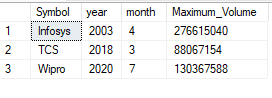 Symbol year month Maximum_Volume
1 Infosys 2003 4 276615040
2 TCS 2018 3 88067154
3 Wipro 2020 7 130367588